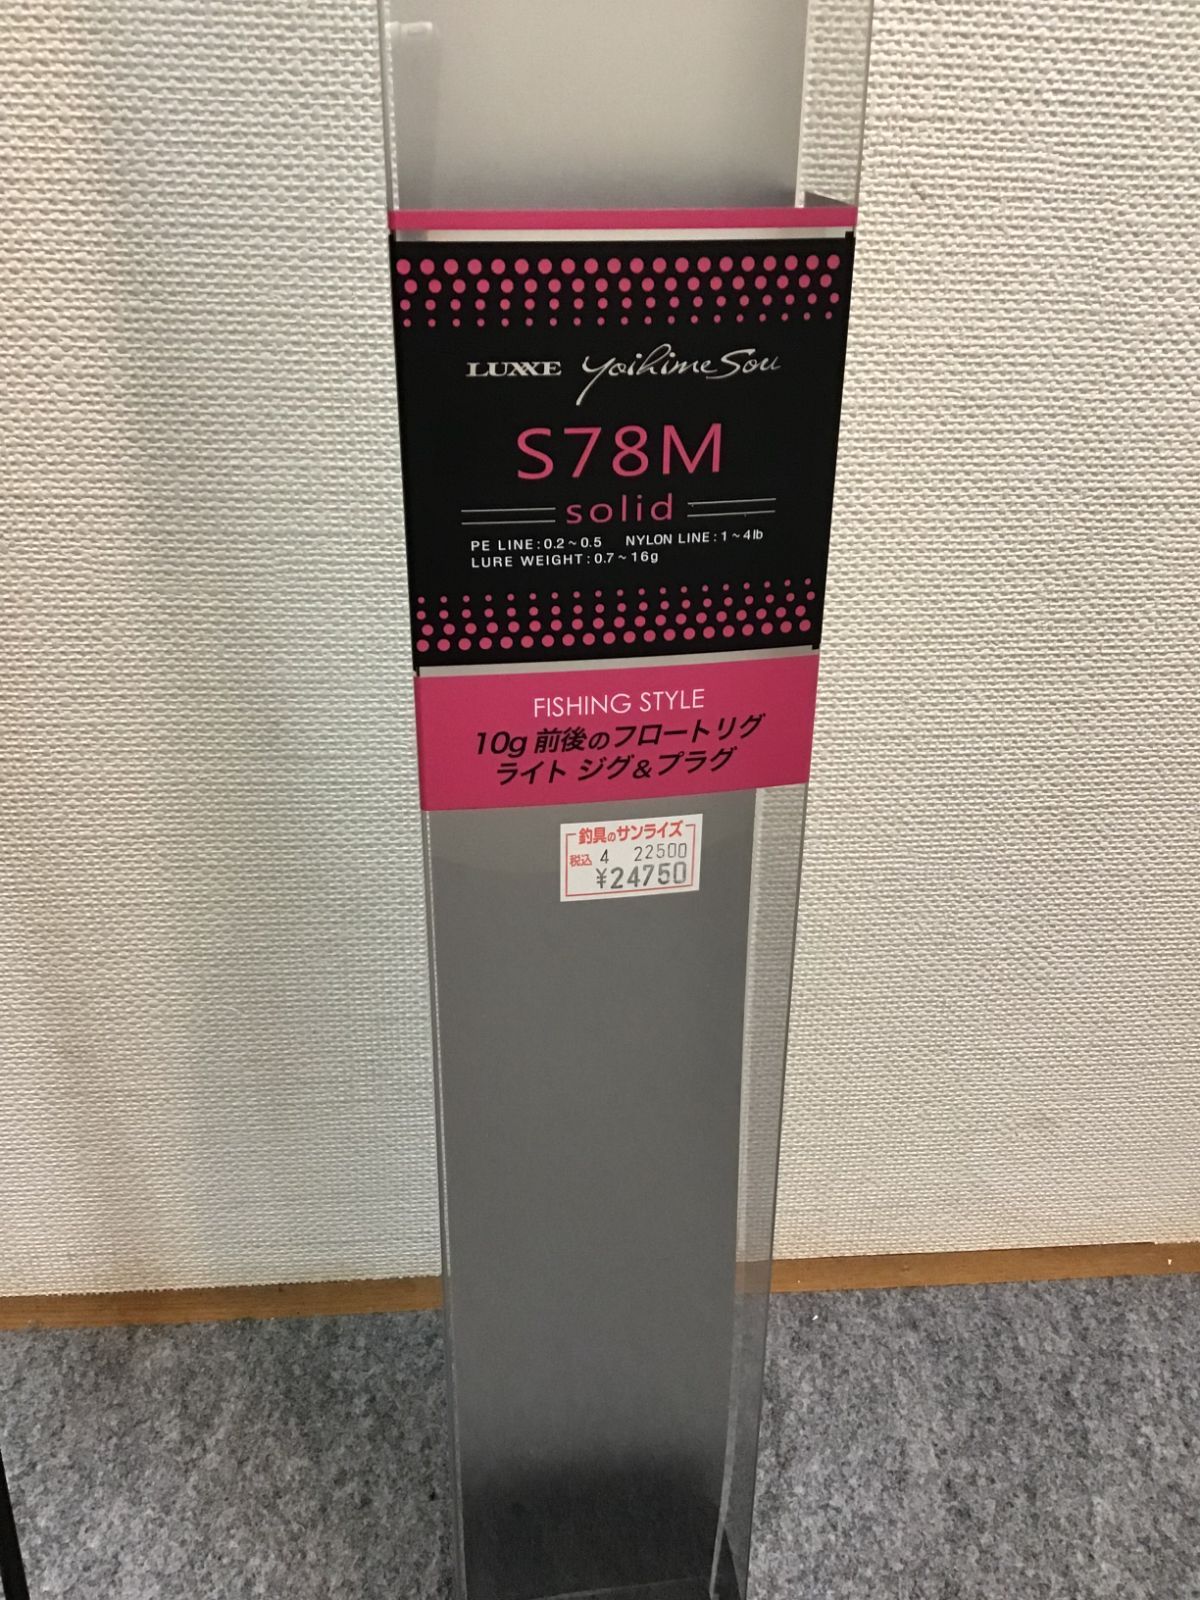 LUXXE Yoihime Sou
S78M
solid
PE LINE:0.2~0.5 NYLON LINE:1~4lb
LURE WEIGHT:0.7~16g
FISHING STYLE
10g 前後のフロートリグ
ライト ジグ&プラグ
釣具のサンライズ
税込 4 22500
¥24750